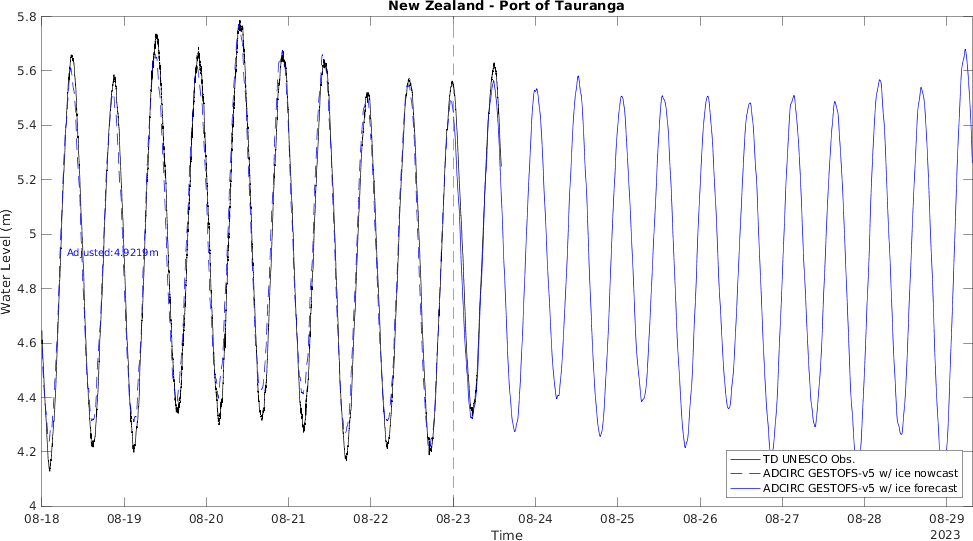 New Zealand - Port of Tauranga
5.8
5.6
5.4
5.2
5
4.8
4.6
4.4
4.2
4
Water Level (m)
Adjusted:4.9219m
TD UNESCO Obs.
ADCIRC GESTOFS-v5 w/ ice nowcast
ADCIRC GESTOFS-v5 w/ ice forecast
08-18 08-19 08-20 08-21 08-22 08-23 08-24 08-25 08-26 08-27 08-28 08-29
Time
2023